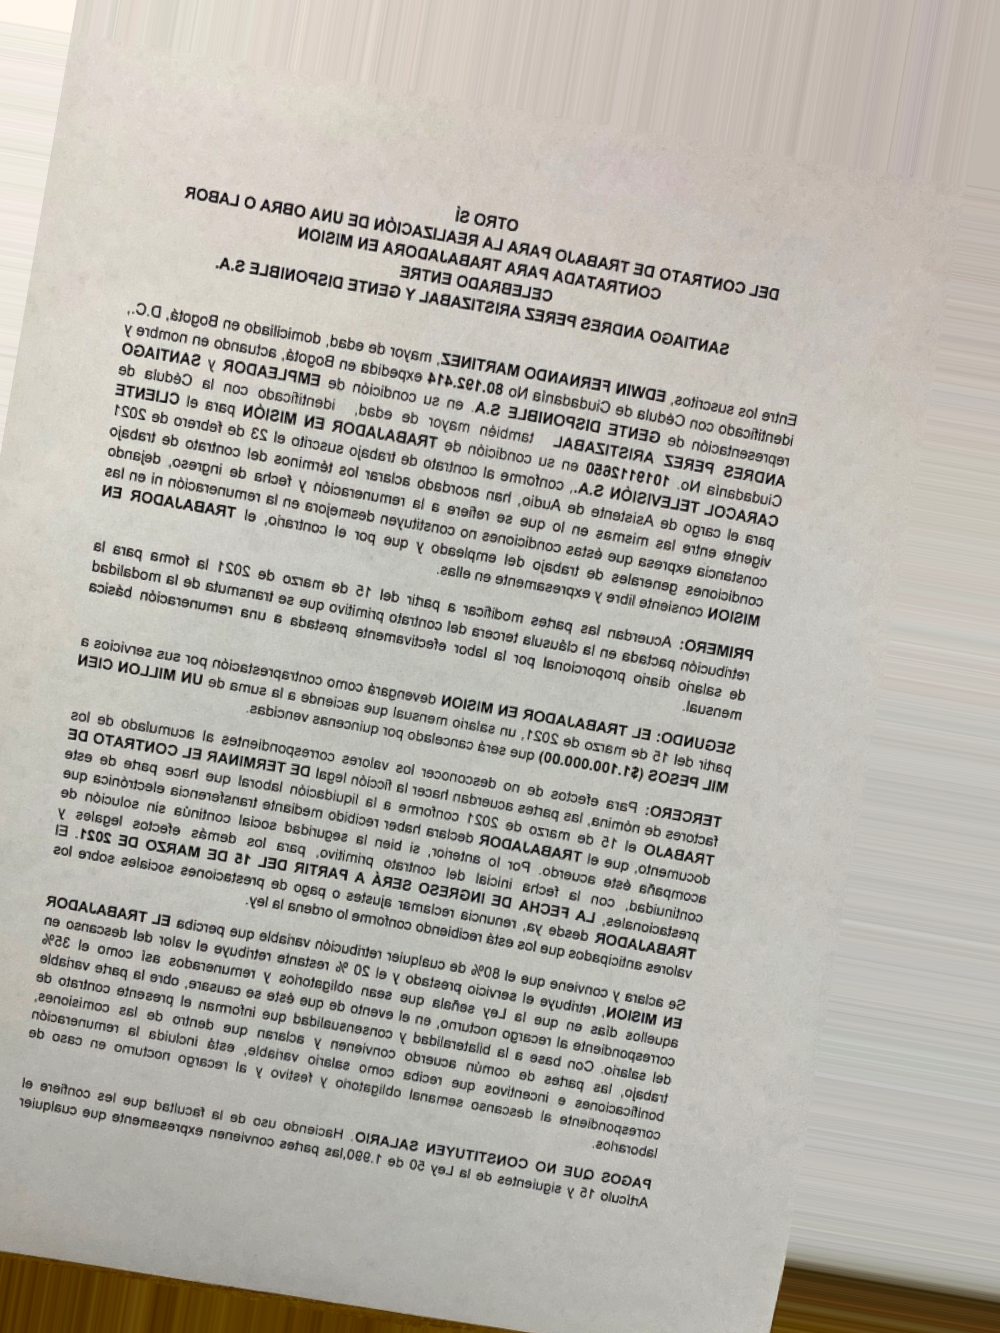 OTRO SÍ
DEL CONTRATO DE TRABAJO PARA LA REALIZACIÓN DE UNA OBRA O LABOR
CONTRATADA PARA TRABAJADORA EN MISION
CELEBRADO ENTRE
SANTIAGO ANDRES PEREZ ARISTIZABAL Y GENTE DISPONIBLE S.A.
Entre los suscritos, EDWIN FERNANDO MARTINEZ, mayor de edad, domiciliado en Bogotá, D.C.,
identificado con Cédula de Ciudadanía No 80.192.414 expedida en Bogotá, actuando en nombre y
representación de GENTE DISPONIBLE S.A. en su condición de EMPLEADOR y SANTIAGO
ANDRES PEREZ ARISTIZABAL también mayor de edad, identificado con la Cédula de
Ciudadanía No. 1019112650 en su condición de TRABAJADOR EN MISIÓN para el CLIENTE
CARACOL TELEVISIÓN S.A., conforme al contrato de trabajo suscrito el 23 de febrero de 2021
para el cargo de Asistente de Audio, han acordado aclarar los términos del contrato de trabajo
vigente entre las mismas en lo que se refiere a la remuneración y fecha de ingreso, dejando
constancia expresa que éstas condiciones no constituyen desmejora en la remuneración ni en las
condiciones generales de trabajo del empleado y que por el contrario, el TRABAJADOR EN
MISION consiente libre y expresamente en ellas.
PRIMERO: Acuerdan las partes modificar a partir del 15 de marzo de 2021 la forma para la
retribución pactada en la cláusula tercera del contrato primitivo que se transmuta de la modalidad
de salario diario proporcional por la labor efectivamente prestada a una remuneración básica
mensual.
SEGUNDO: EL TRABAJADOR EN MISION devengará como contraprestación por sus servicios a
partir del 15 de marzo de 2021, un salario mensual que asciende a la suma de UN MILLON CIEN
MIL PESOS ($1.100.000.00) que será cancelado por quincenas vencidas.
TERCERO: Para efectos de no desconocer los valores correspondientes al acumulado de los
factores de nómina, las partes acuerdan hacer la ficción legal DE TERMINAR EL CONTRATO DE
TRABAJO el 15 de marzo de 2021 conforme a la liquidación laboral que hace parte de este
documento, que el TRABAJADOR declara haber recibido mediante transferencia electrónica que
acompaña éste acuerdo. Por lo anterior, si bien la seguridad social continúa sin solución de
continuidad, con la fecha inicial del contrato primitivo, para los demás efectos legales y
prestacionales, LA FECHA DE INGRESO SERÁ A PARTIR DEL 15 DE MARZO DE 2021. El
TRABAJADOR desde ya, renuncia reclamar ajustes o pago de prestaciones sociales sobre los
valores anticipados que los está recibiendo conforme lo ordena la ley.
Se aclara y conviene que el 80% de cualquier retribución variable que perciba EL TRABAJADOR
EN MISION, retribuye el servicio prestado y el 20 % restante retribuye el valor del descanso en
aquellos días en que la Ley señala que sean obligatorios y remunerados así como el 35%
correspondiente al recargo nocturno, en el evento de que éste se causare, obre la parte variable
del salario. Con base a la bilateralidad y consensualidad que informan el presente contrato de
trabajo, las partes de común acuerdo convienen y aclaran que dentro de las comisiones,
bonificaciones e incentivos que reciba como salario variable, está incluida la remuneración
correspondiente al descanso semanal obligatorio y festivo y al recargo nocturno en caso de
laborarlos.
PAGOS QUE NO CONSTITUYEN SALARIO. Haciendo uso de la facultad que les confiere el
Artículo 15 y siguientes de la Ley 50 de 1.990,las partes convienen expresamente que cualquier